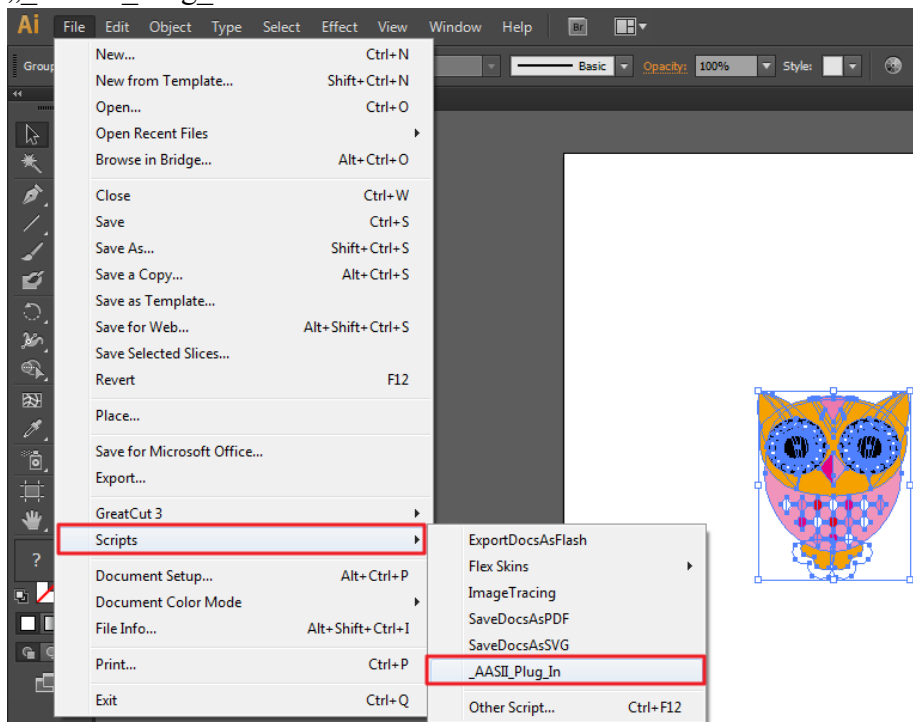 Ai File Edit Object Type Select Effect View Window Help Br
Group Basic Opacity: 100% Style:
New... Ctrl+N
New from Template... Shift+Ctrl+N
Open... Ctrl+O
Open Recent Files
Browse in Bridge... Alt+Ctrl+O
Close Ctrl+W
Save Ctrl+S
Save As... Shift+Ctrl+S
Save a Copy... Alt+Ctrl+S
Save as Template...
Save for Web... Alt+Shift+Ctrl+S
Save Selected Slices...
Revert F12
Place...
Save for Microsoft Office...
Export...
GreatCut 3
Scripts
Document Setup... Alt+Ctrl+P
Document Color Mode
File Info... Alt+Shift+Ctrl+I
Print... Ctrl+P
Exit Ctrl+Q
ExportDocsAsFlash
Flex Skins
ImageTracing
SaveDocsAsPDF
SaveDocsAsSVG
_AASII_Plug_In
Other Script... Ctrl+F12
?